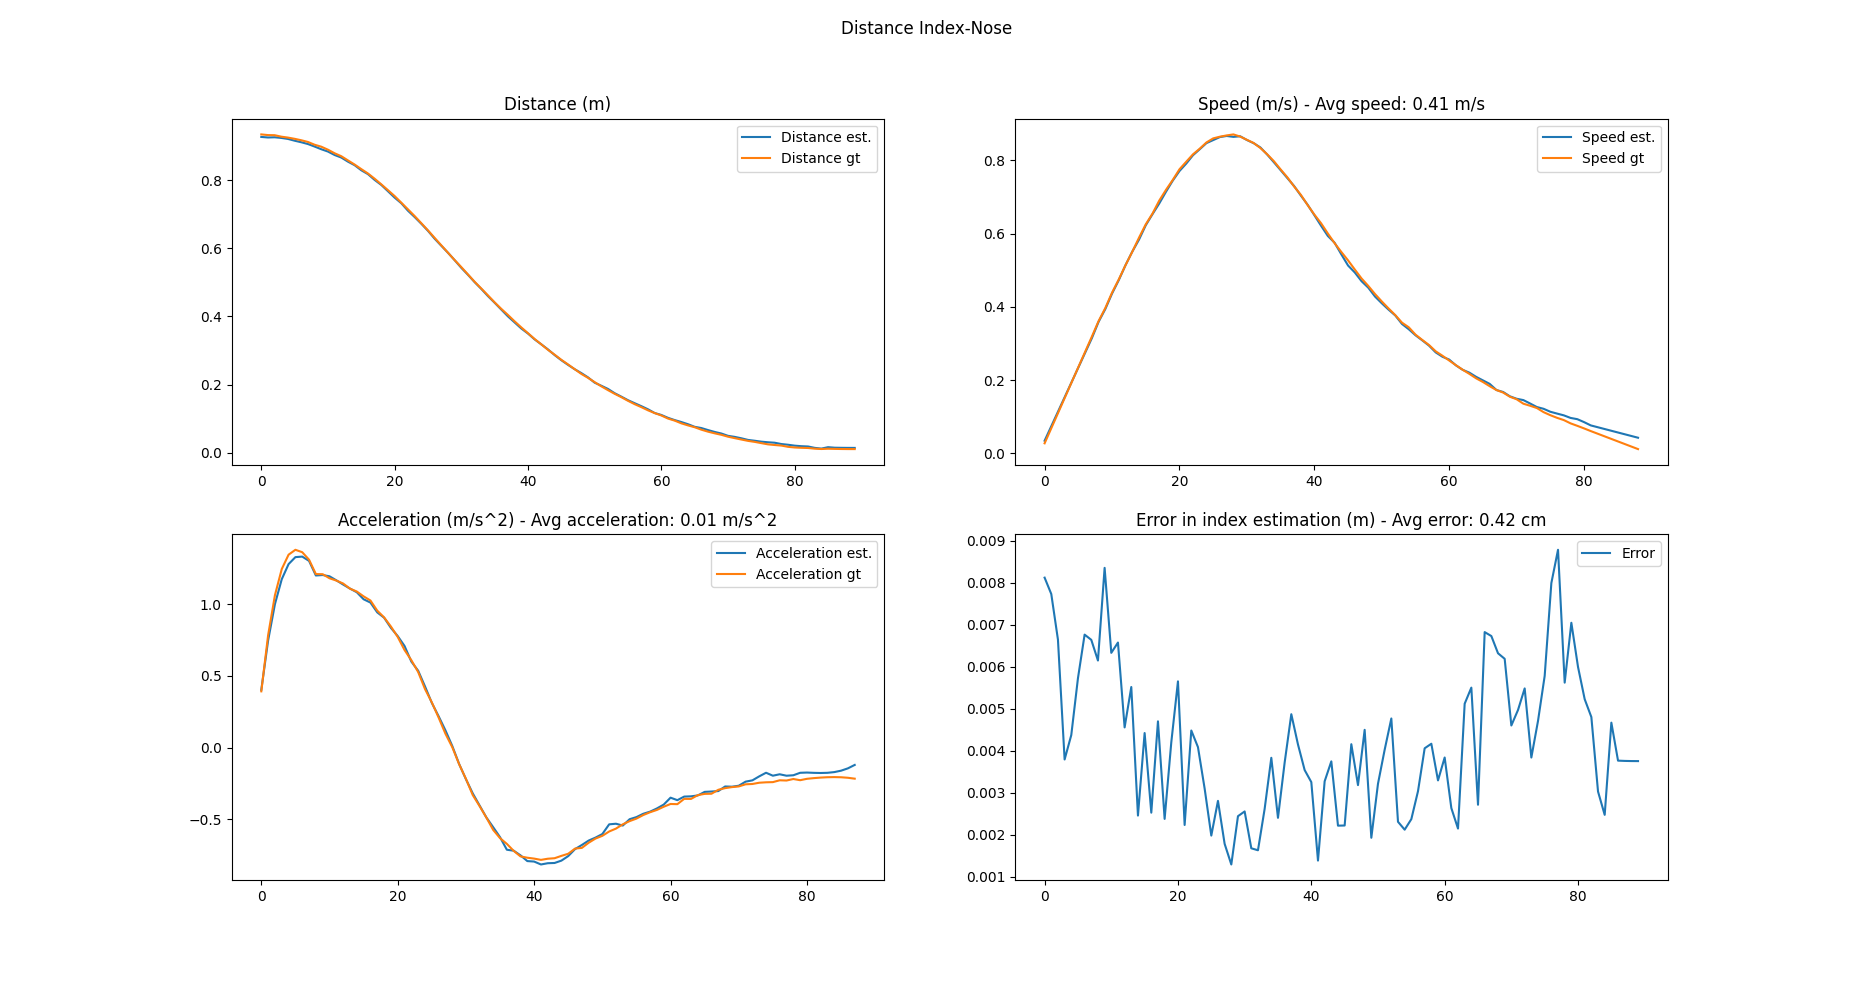 Distance Index-Nose
Distance (m)
Distance est.
Distance gt
0.8
0.6
0.4
0.2
0.0
0 20 40 60 80
Speed (m/s) - Avg speed: 0.41 m/s
Speed est.
Speed gt
0.8
0.6
0.4
0.2
0.0
0 20 40 60 80
Acceleration (m/s^2) - Avg acceleration: 0.01 m/s^2
Acceleration est.
Acceleration gt
1.0
0.5
0.0
−0.5
0 20 40 60 80
Error in index estimation (m) - Avg error: 0.42 cm
Error
0.009
0.008
0.007
0.006
0.005
0.004
0.003
0.002
0.001
0 20 40 60 80